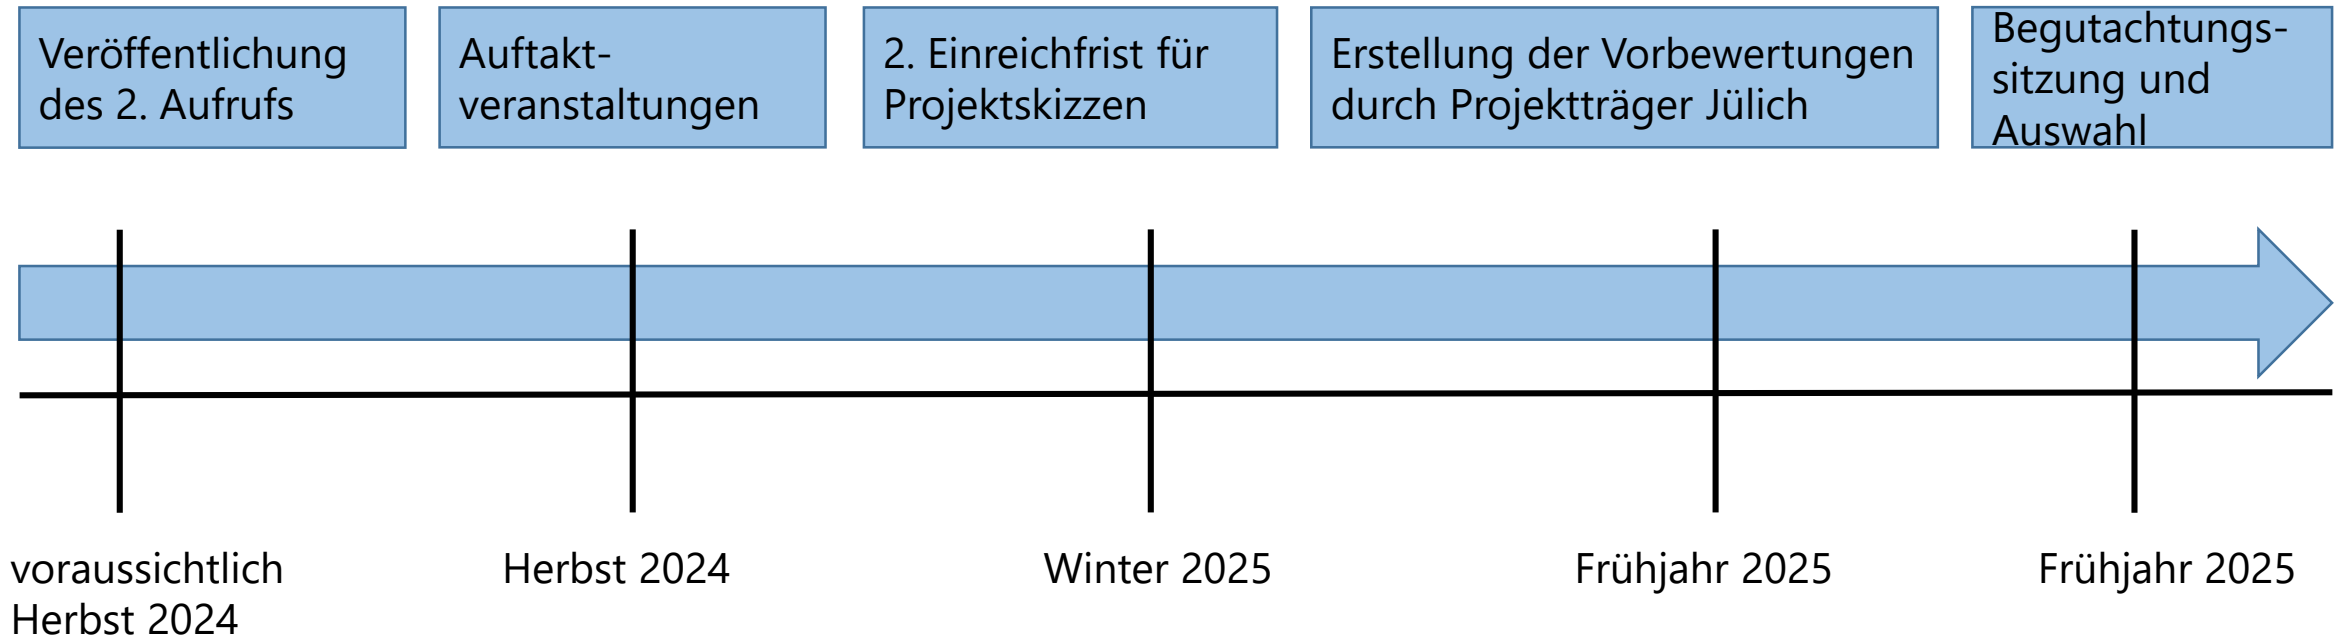 Veröffentlichung
des 2. Aufrufs
Auftakt-
veranstaltungen
2. Einreichfrist für
Projektskizzen
Erstellung der Vorbewertungen
durch Projektträger Jülich
Begutachtungs-
sitzung und
Auswahl
voraussichtlich
Herbst 2024
Herbst 2024
Winter 2025
Frühjahr 2025
Frühjahr 2025